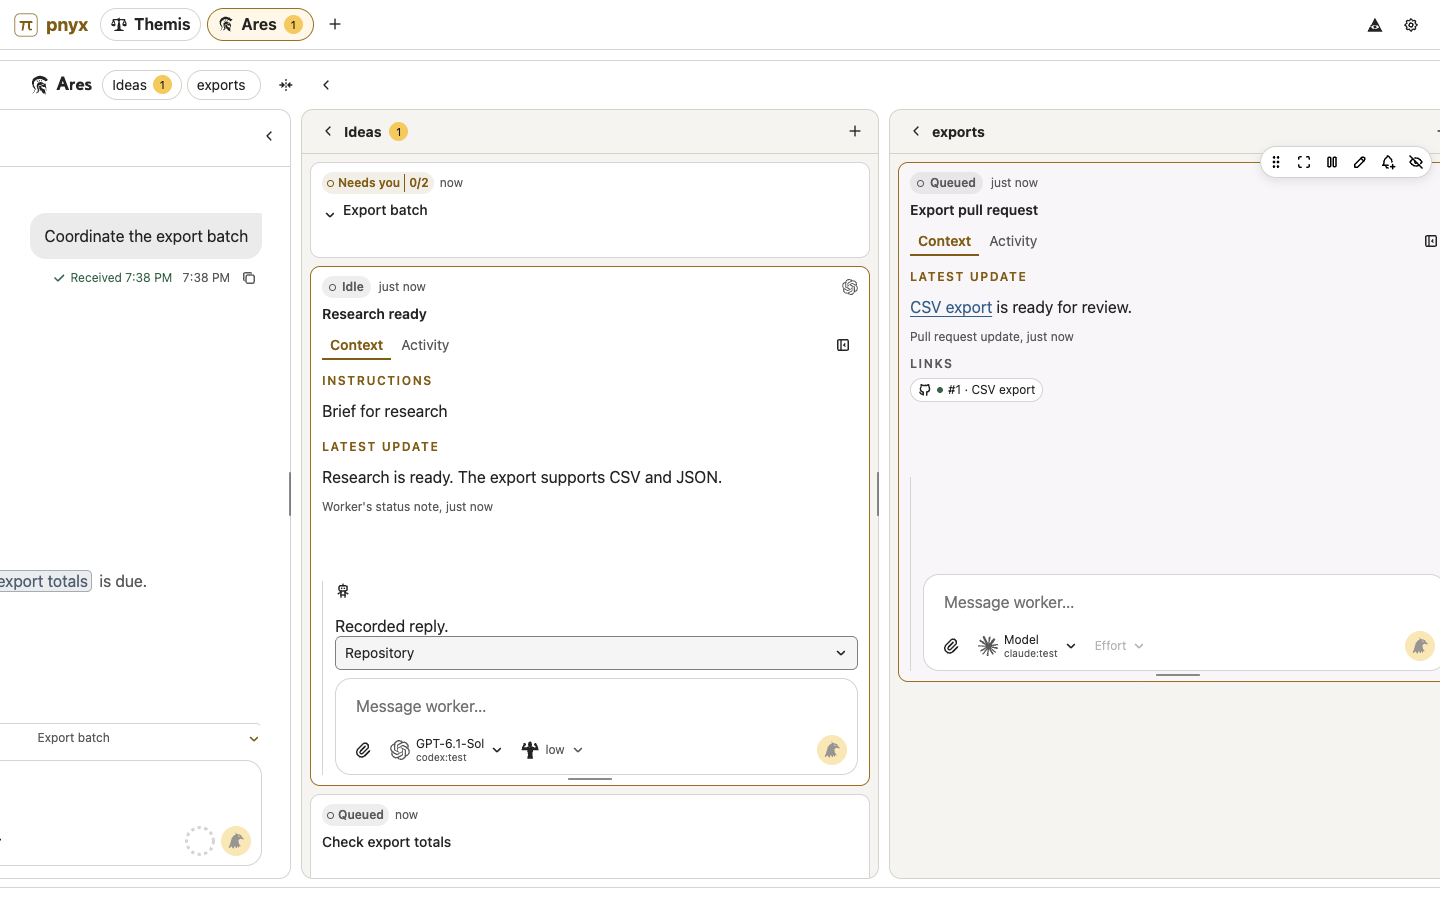 π pnyx Themis Ares 1 +
Ares Ideas 1 exports
Coordinate the export batch
Received 7:38 PM 7:38 PM
export totals is due.
Export batch
Ideas 1
Needs you 0/2 now
Export batch
Idle just now
Research ready
Context Activity
INSTRUCTIONS
Brief for research
LATEST UPDATE
Research is ready. The export supports CSV and JSON.
Worker's status note, just now
Recorded reply.
Repository
Message worker...
GPT-6.1-Sol
codex:test
low
Queued now
Check export totals
exports
Queued just now
Export pull request
Context Activity
LATEST UPDATE
CSV export is ready for review.
Pull request update, just now
LINKS
#1 · CSV export
Message worker...
Model
claude:test
Effort